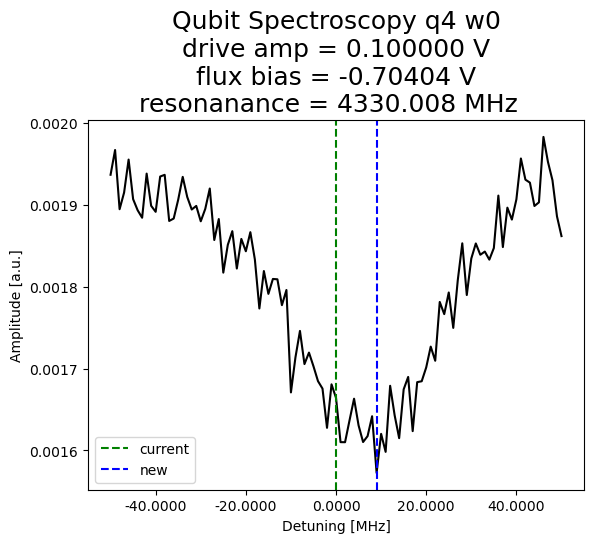 Qubit Spectroscopy q4 w0
drive amp = 0.100000 V
flux bias = -0.70404 V
resonanance = 4330.008 MHz
0.0020
0.0019
0.0018
0.0017
0.0016
Amplitude [a.u.]
current
new
-40.0000 -20.0000 0.0000 20.0000 40.0000
Detuning [MHz]